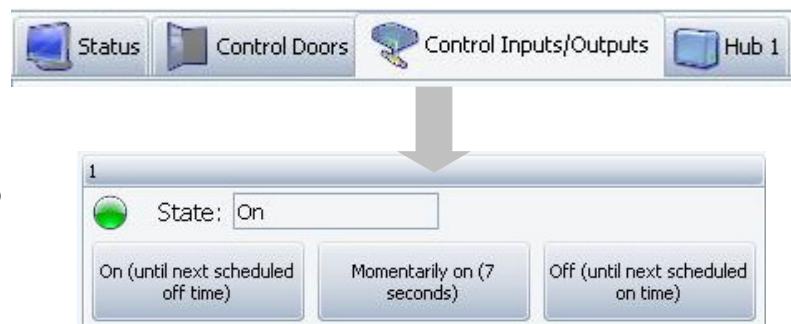 Status
Control Doors
Control Inputs/Outputs
Hub 1
1
State: On
On (until next scheduled
off time)
Momentarily on (7
seconds)
Off (until next scheduled
on time)